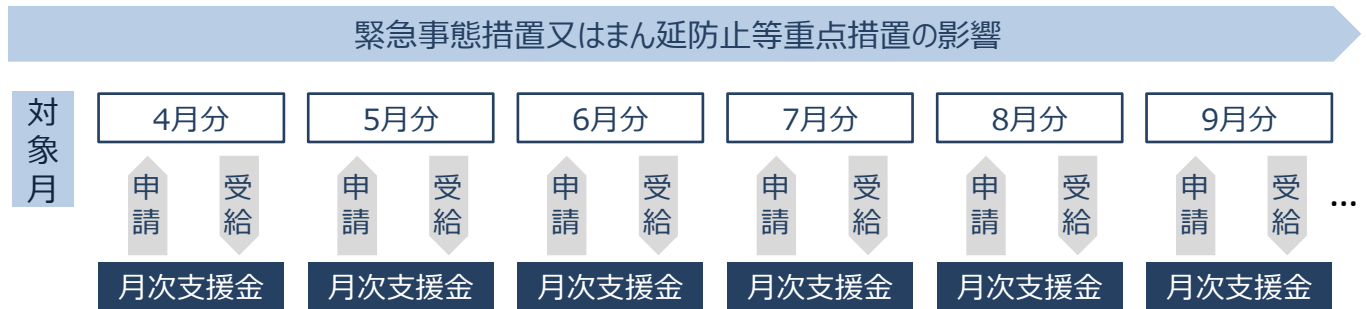 緊急事態措置又はまん延防止等重点措置の影響
対象月
4月分
5月分
6月分
7月分
8月分
9月分
申請
受給
申請
受給
申請
受給
申請
受給
申請
受給
申請
受給
…
月次支援金
月次支援金
月次支援金
月次支援金
月次支援金
月次支援金